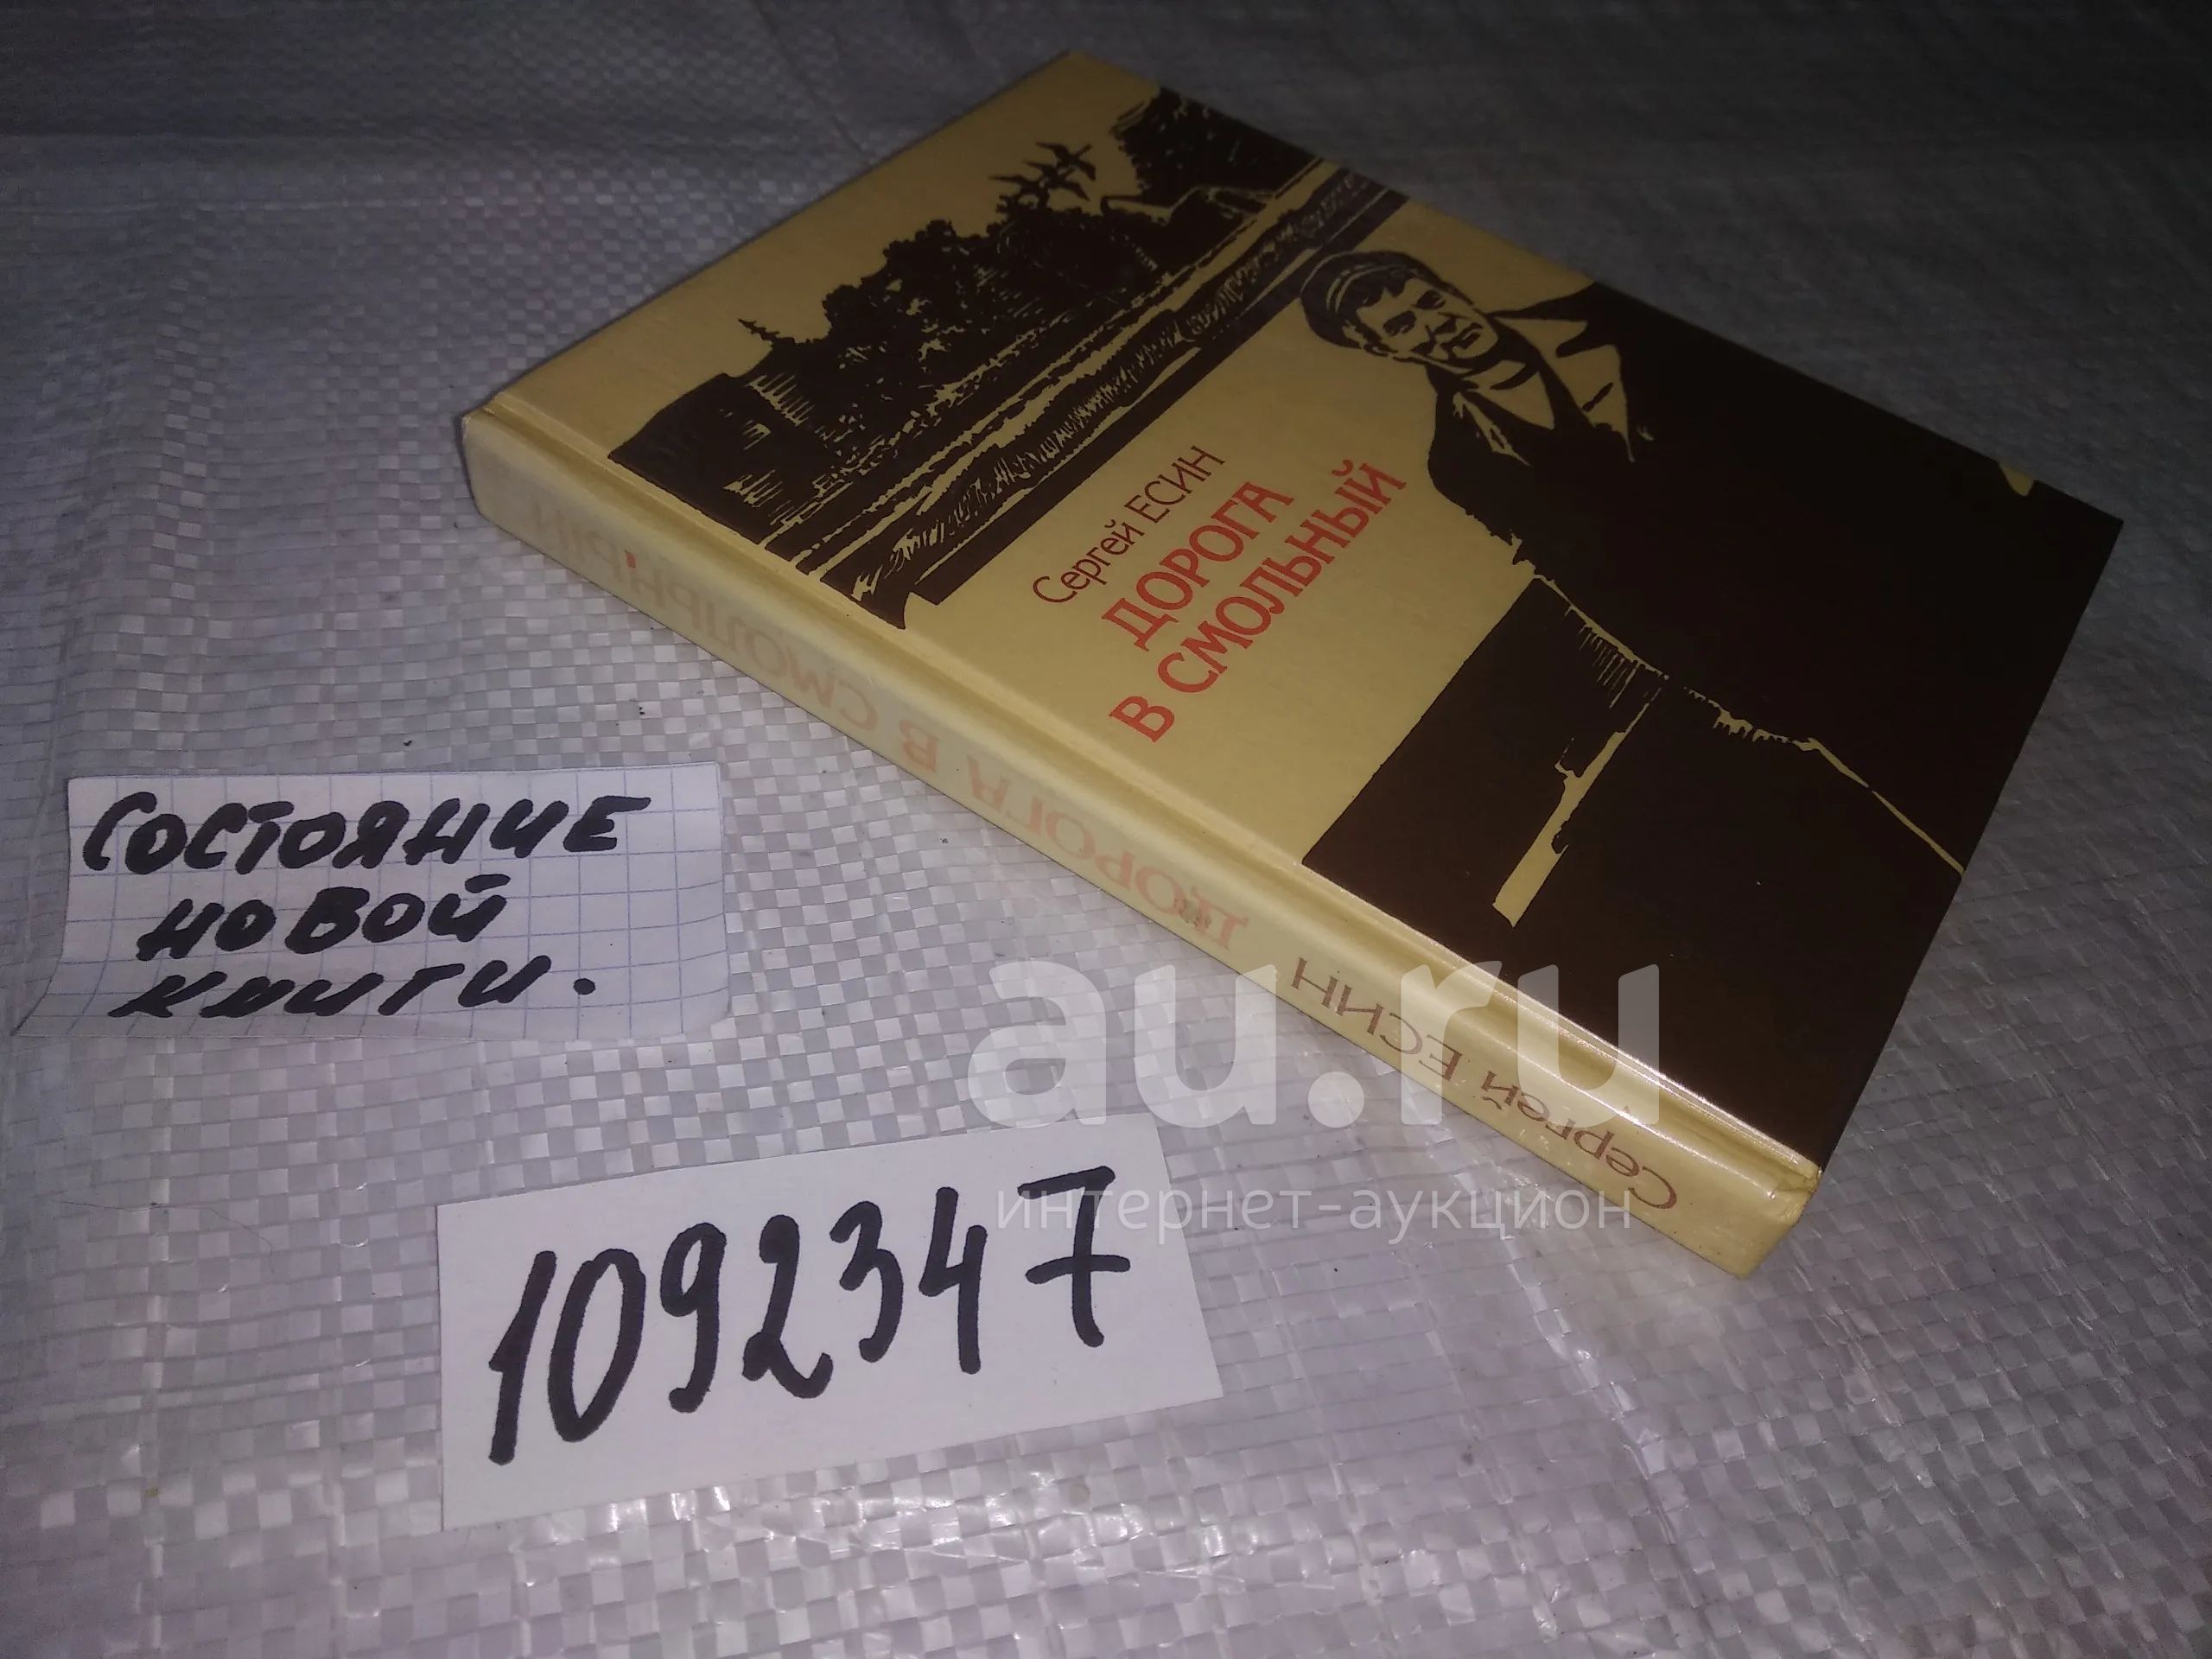 Сергей ЕСИН
ДОРОГА
В СМОЛЬНЫЙ
Сергей ЕСИН ДОРОГА В СМОЛЬНЫЙ
СОСТОЯНИЕ
НОВОЙ
КНИГИ.
au.ru
интернет-аукцион
1092347